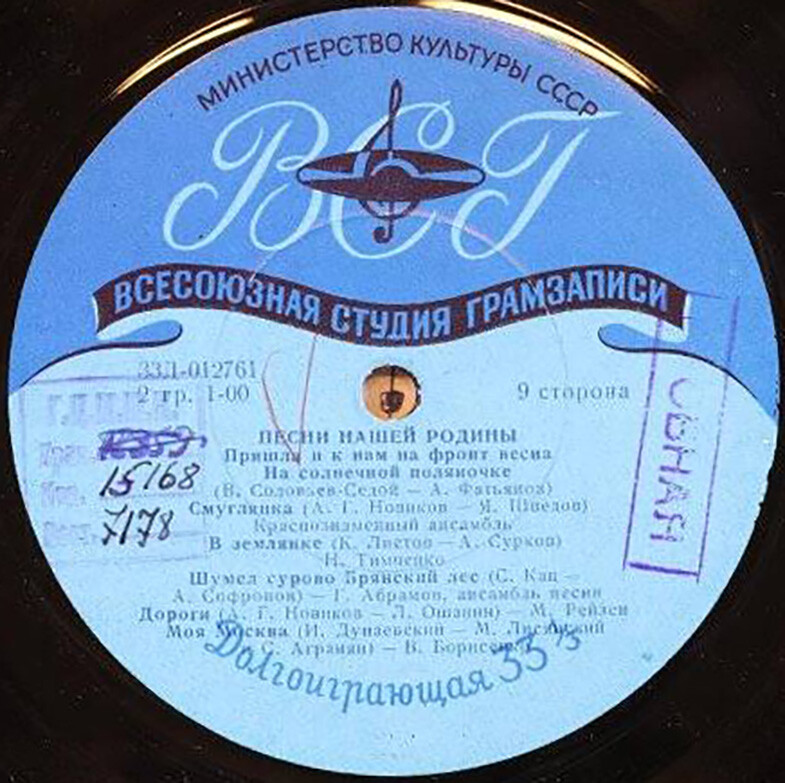 МИНИСТЕРСТВО КУЛЬТУРЫ СССР
ВСГ
ВСЕСОЮЗНАЯ СТУДИЯ ГРАМЗАПИСИ
33Д-012761
2 гр. 1-00
9 сторона
ПЕСНИ НАШЕЙ РОДИНЫ
Пришла и к нам на фронт весна
На солнечной поляночке
(В. Соловьев-Седой — А. Фатьянов)
Смуглянка (А. Г. Новиков — Я. Шведов)
Краснознаменный ансамбль
В землянке (К. Листов — А. Сурков)
Н. Тимченко
Шумел сурово Брянский лес (С. Кац —
А. Софронов) — Г. Абрамов, ансамбль песни
Дороги (А. Г. Новиков — Л. Ошанин) — М. Рейзен
Моя Москва (И. Дунаевский — М. Лисянский
С. Агранян) — В. Борисенко
Долгоиграющая 33 1/3
15168
7178
ОБНАЯ